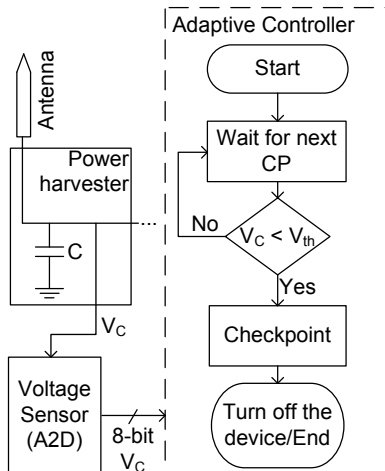 Adaptive Controller
Start
Antenna
Wait for next
CP
Power
harvester
No
V_C < V_th
C
Yes
V_C
Checkpoint
Voltage
Sensor
(A2D)
8-bit
V_C
Turn off the
device/End